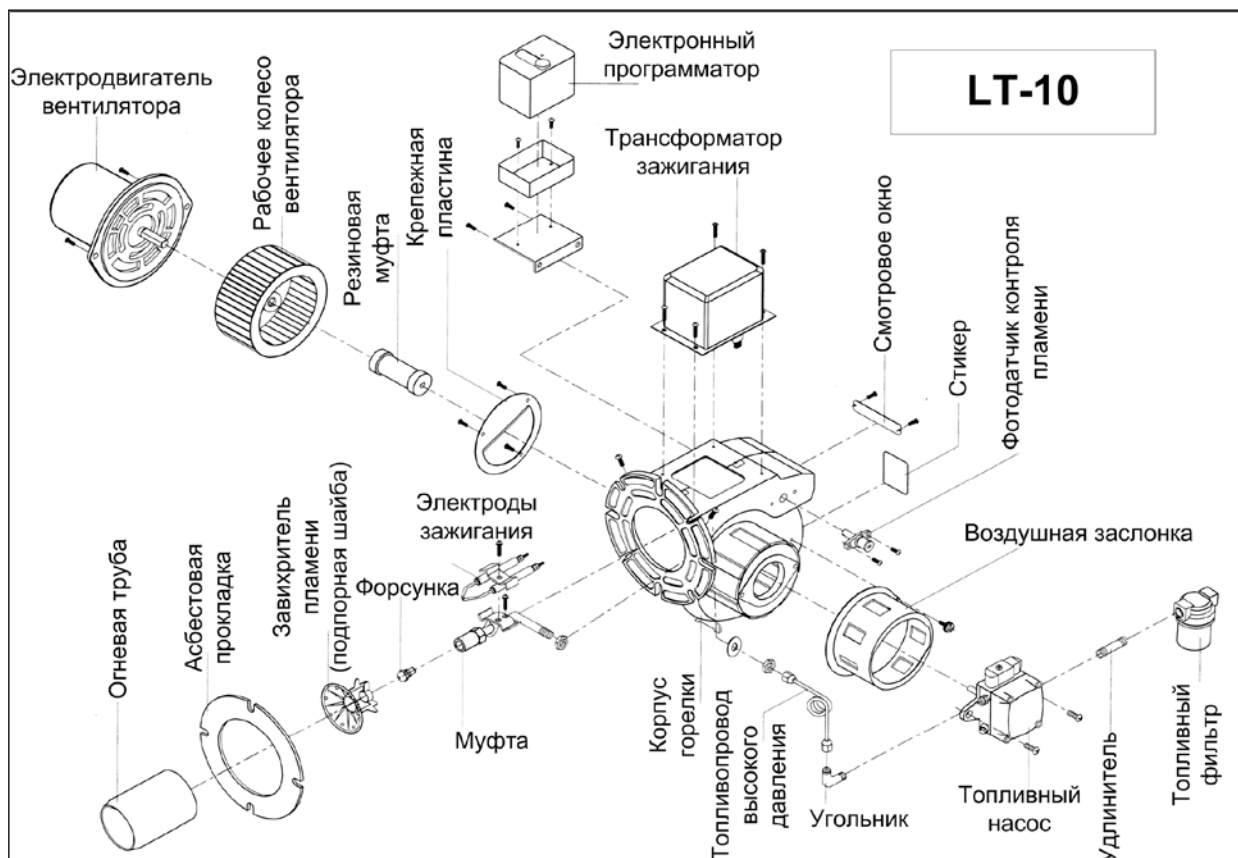 LT-10
Электродвигатель
вентилятора
Рабочее колесо
вентилятора
Резиновая
муфта
Крепежная
пластина
Электронный
программатор
Трансформатор
зажигания
Смотровое окно
Стикер
Фотодатчик контроля
пламени
Воздушная заслонка
Электроды
зажигания
Форсунка
Завихритель
пламени
(подпорная шайба)
Асбестовая
прокладка
Огневая труба
Муфта
Корпус
горелки
Топливопровод
высокого
давления
Угольник
Топливный
насос
Удлинитель
Топливный
фильтр